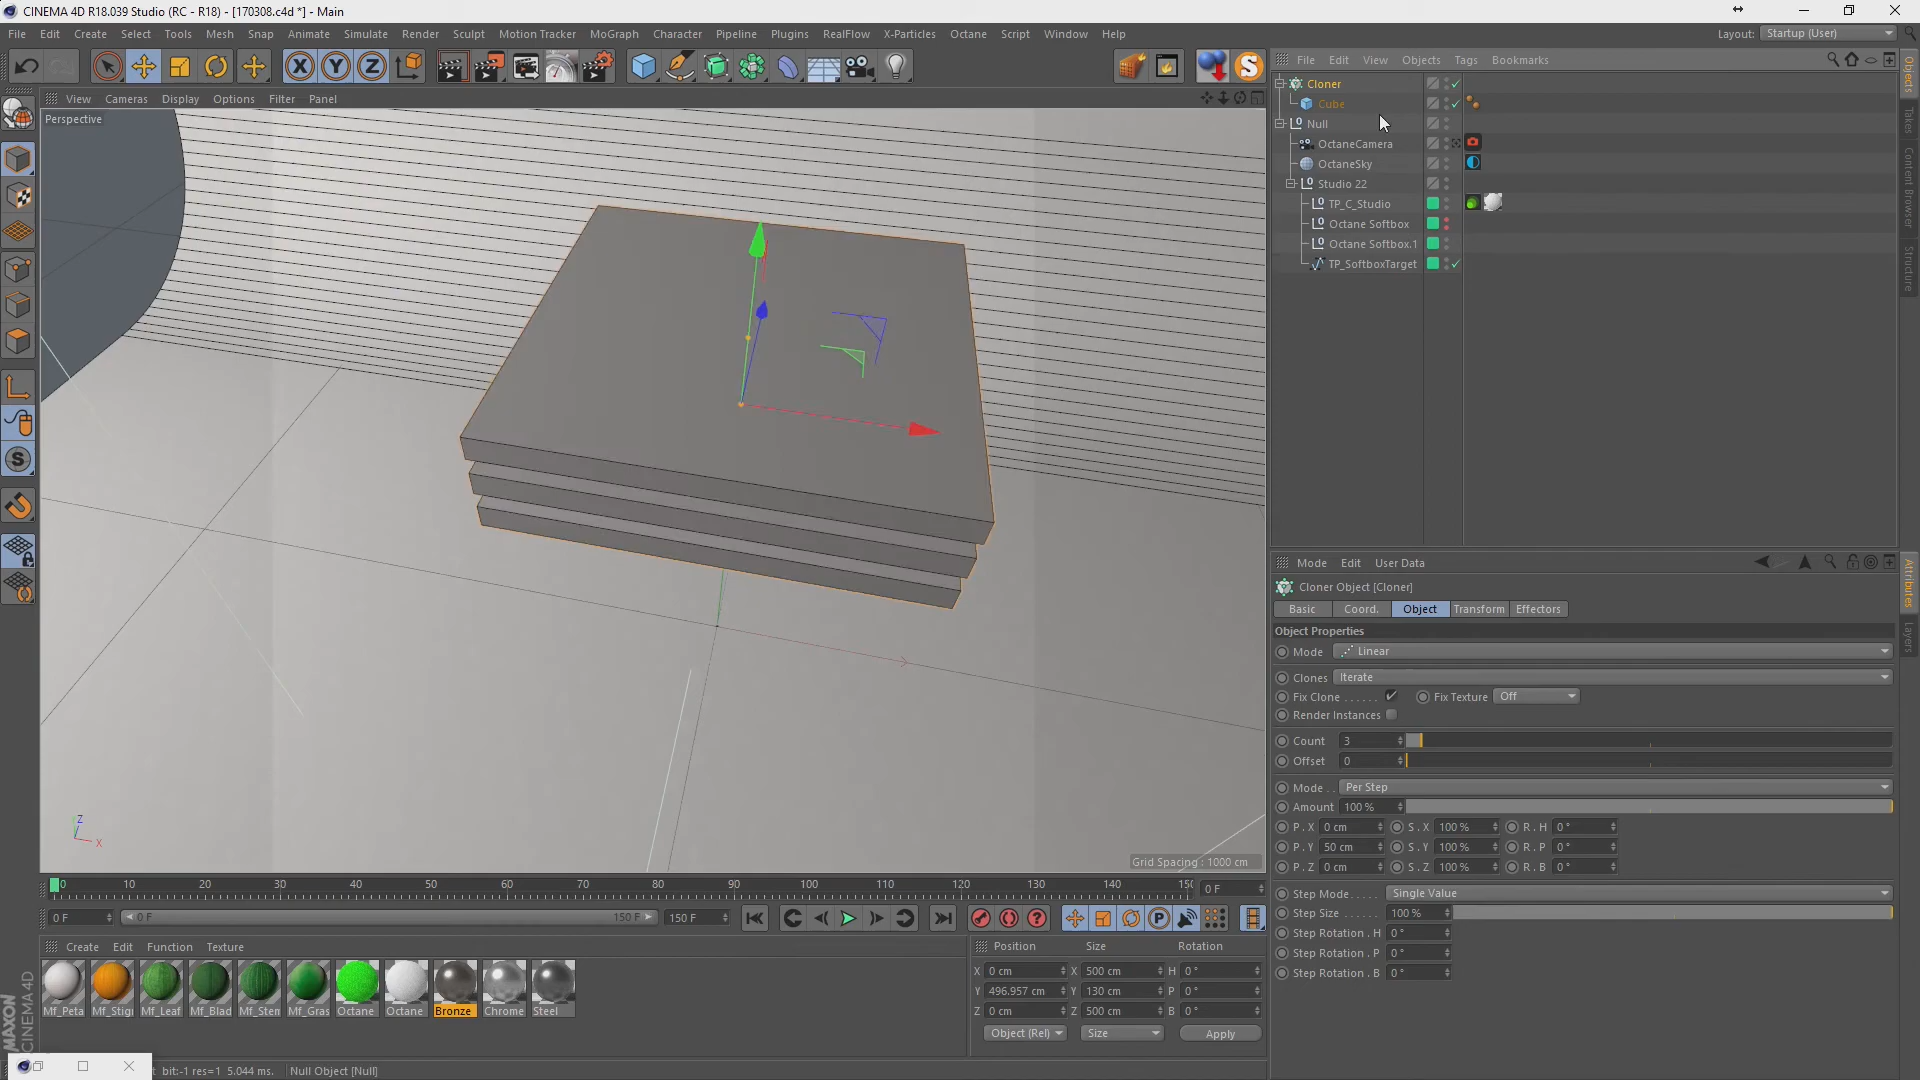 CINEMA 4D R18.039 Studio (RC - R18) - [170308.c4d *] - Main
File Edit Create Select Tools Mesh Snap Animate Simulate Render Sculpt Motion Tracker MoGraph Character Pipeline Plugins RealFlow X-Particles Octane Script Window Help Layout: Startup (User)
X Y Z
File Edit View Objects Tags Bookmarks
View Cameras Display Options Filter Panel
Perspective
Cloner
Cube
Null
OctaneCamera
OctaneSky
Studio 22
TP_C_Studio
Octane Softbox
Octane Softbox.1
TP_SoftboxTarget
Objects
Takes
Content Browser
Structure
Mode Edit User Data
Cloner Object [Cloner]
Basic Coord. Object Transform Effectors
Object Properties
Mode Linear
Clones Iterate
Fix Clone . . . . . . Fix Texture Off
Render Instances
Count 3
Offset 0
Mode . . Per Step
Amount 100 %
P . X 0 cm S . X 100 % R . H 0 °
P . Y 50 cm S . Y 100 % R . P 0 °
P . Z 0 cm S . Z 100 % R . B 0 °
Step Mode. . . . . Single Value
Step Size . . . . . . 100 %
Step Rotation . H 0 °
Step Rotation . P 0 °
Step Rotation . B 0 °
Attributes
Layers
Z
X
Grid Spacing : 1000 cm
0 10 20 30 40 50 60 70 80 90 100 110 120 130 140 150 0 F
0 F 0 F 150 F 150 F
Create Edit Function Texture
Mf_Peta Mf_Stigr Mf_Leaf Mf_Blad Mf_Sten Mf_Gras Octane Octane Bronze Chrome Steel
Position Size Rotation
X 0 cm X 500 cm H 0 °
Y 496.957 cm Y 130 cm P 0 °
Z 0 cm Z 500 cm B 0 °
Object (Rel) Size Apply
MAXON
CINEMA 4D
t bit:-1 res=1 5.044 ms. Null Object [Null]